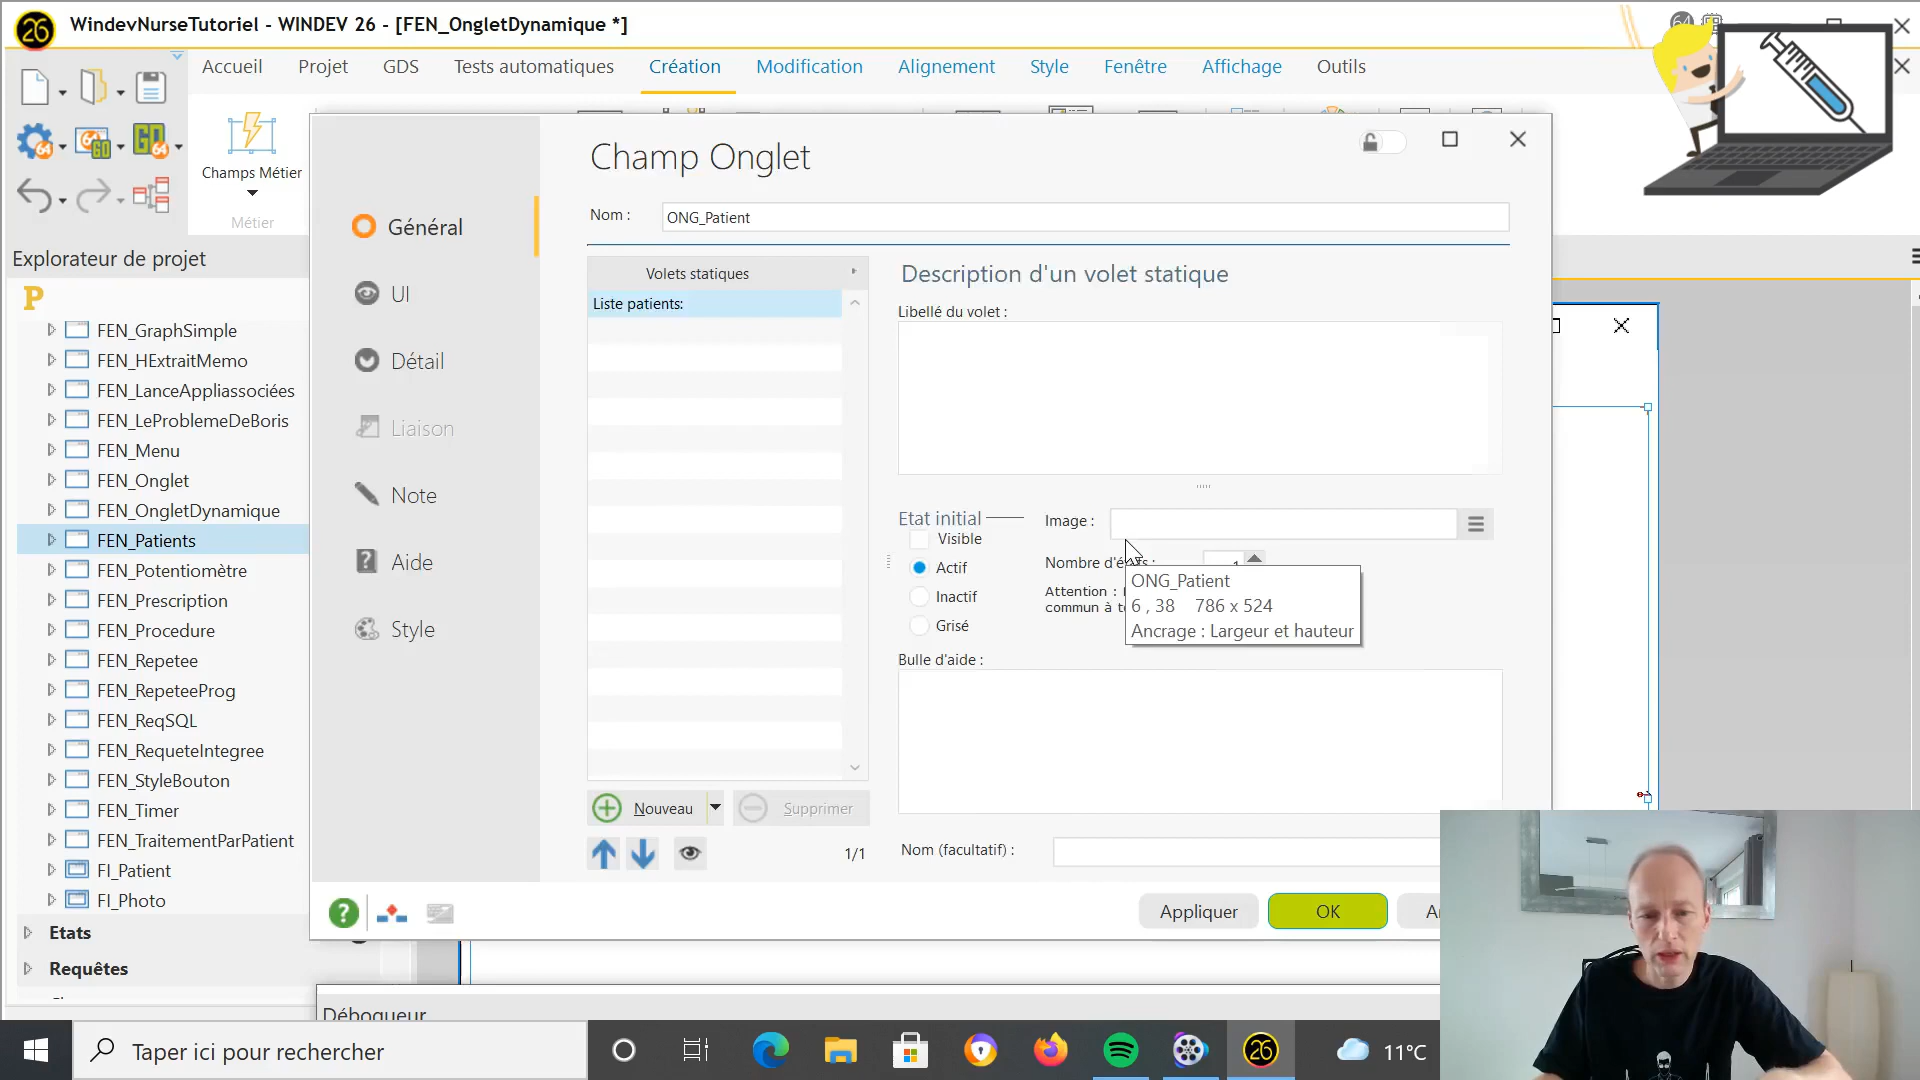 26 WindevNurseTutoriel - WINDEV 26 - [FEN_OngletDynamique *]
64
Accueil Projet GDS Tests automatiques Création Modification Alignement Style Fenêtre Affichage Outils
Champs Métier
Métier
Explorateur de projet
P
FEN_GraphSimple
FEN_HExtraitMemo
FEN_LanceAppliassociées
FEN_LeProblemeDeBoris
FEN_Menu
FEN_Onglet
FEN_OngletDynamique
FEN_Patients
FEN_Potentiomètre
FEN_Prescription
FEN_Procedure
FEN_Repetee
FEN_RepeteeProg
FEN_ReqSQL
FEN_RequeteIntegree
FEN_StyleBouton
FEN_Timer
FEN_TraitementParPatient
FI_Patient
FI_Photo
Etats
Requêtes
Champ Onglet
Général
UI
Détail
Liaison
Note
Aide
Style
Nom : ONG_Patient
Volets statiques
Liste patients:
Nouveau Supprimer
1/1
Description d'un volet statique
Libellé du volet :
Etat initial
Visible
Actif
Inactif
Grisé
Image :
Attention :
commun à
ONG_Patient
6 , 38 786 x 524
Ancrage : Largeur et hauteur
Bulle d'aide :
Nom (facultatif) :
Appliquer OK
Débogueur
Taper ici pour rechercher
26
11°C